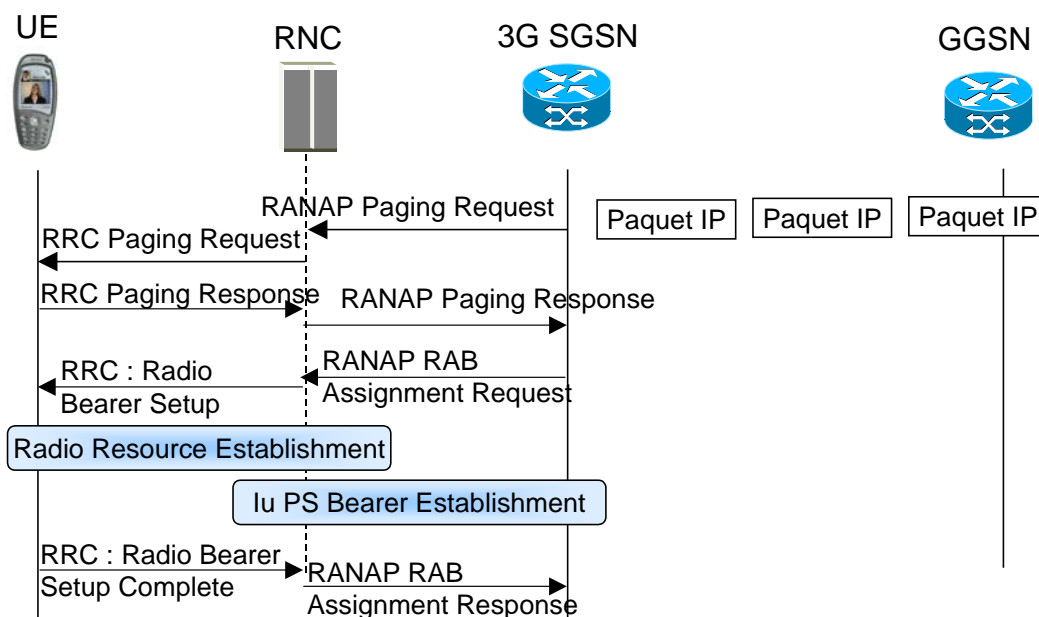 UE
RNC
3G SGSN
GGSN
RANAP Paging Request
Paquet IP
Paquet IP
Paquet IP
RRC Paging Request
RRC Paging Response
RANAP Paging Response
RRC : Radio
Bearer Setup
RANAP RAB
Assignment Request
Radio Resource Establishment
Iu PS Bearer Establishment
RRC : Radio Bearer
Setup Complete
RANAP RAB
Assignment Response